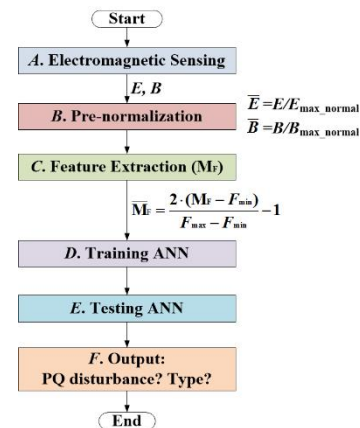 Start
A. Electromagnetic Sensing
E, B
E̅ =E/E_max_normal
B. Pre-normalization
B̅ =B/B_max_normal
C. Feature Extraction (M_F)
M̅_F = 2·(M_F − F_min) / (F_max − F_min) − 1
D. Training ANN
E. Testing ANN
F. Output:
PQ disturbance? Type?
End